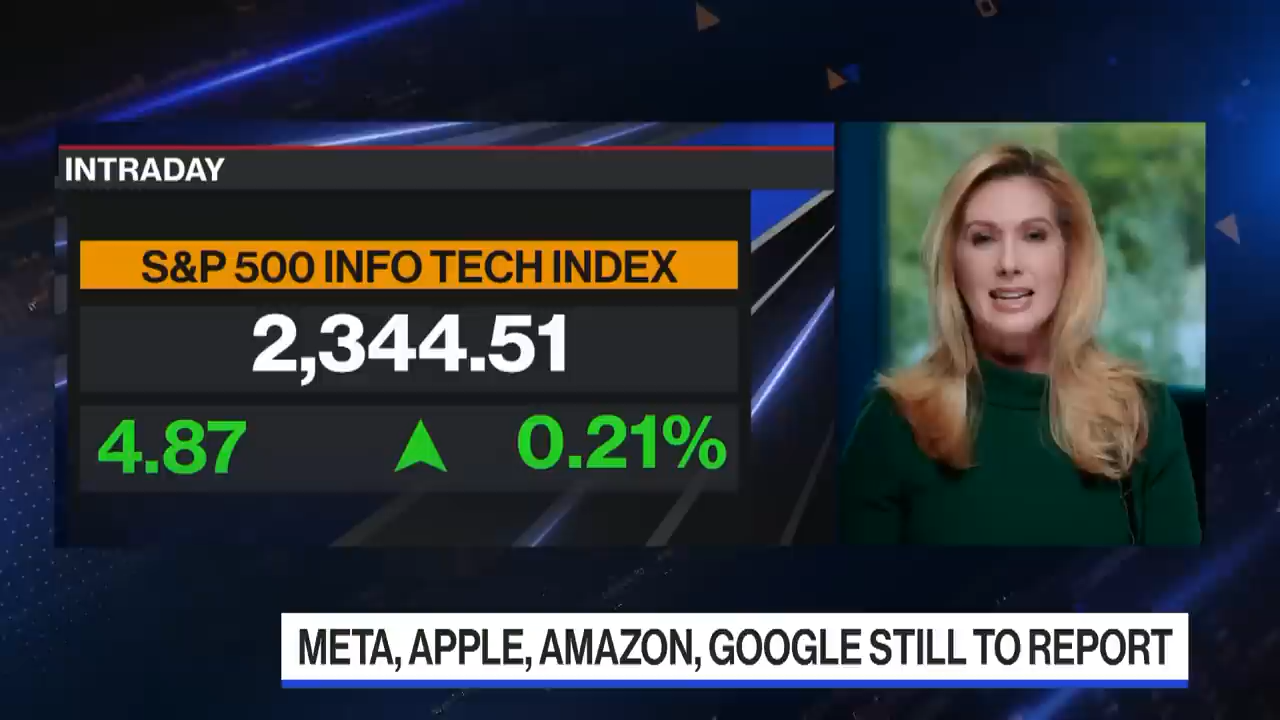 INTRADAY
S&P 500 INFO TECH INDEX
2,344.51
4.87 ▲ 0.21%
META, APPLE, AMAZON, GOOGLE STILL TO REPORT